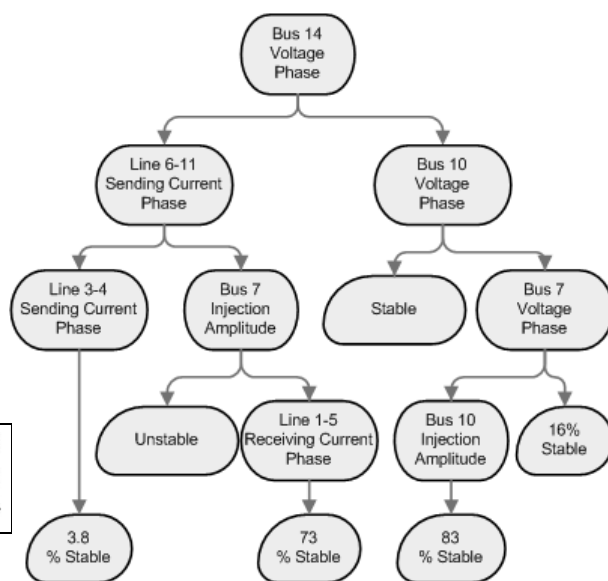 Bus 14
Voltage
Phase
Line 6-11
Sending Current
Phase
Bus 10
Voltage
Phase
Line 3-4
Sending Current
Phase
Bus 7
Injection
Amplitude
Stable
Bus 7
Voltage
Phase
Unstable
Line 1-5
Receiving Current
Phase
Bus 10
Injection
Amplitude
16%
Stable
3.8
% Stable
73
% Stable
83
% Stable